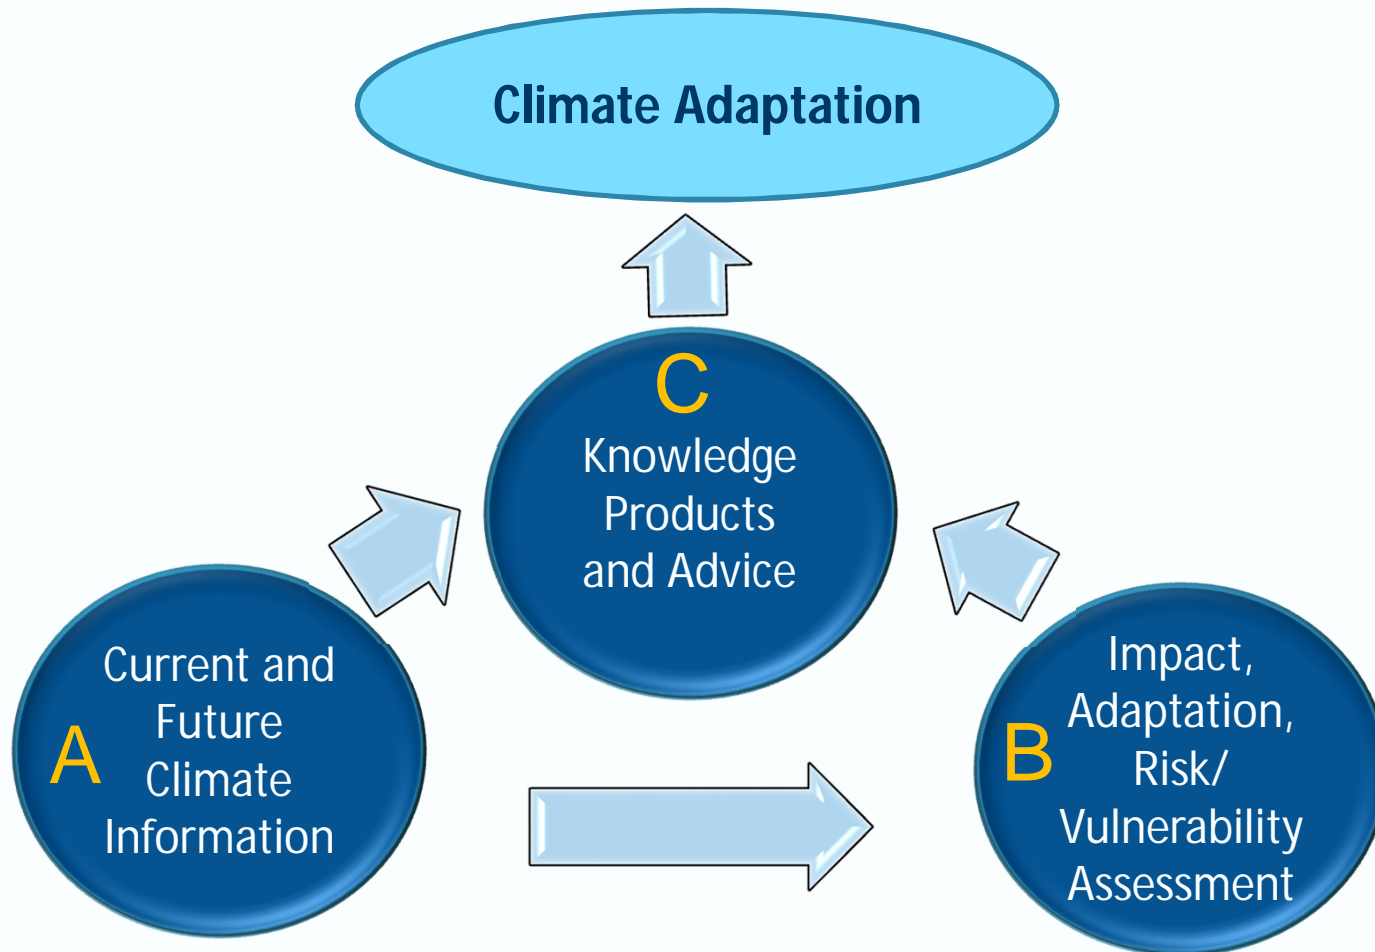 Climate Adaptation
C
Knowledge
Products
and Advice
A
Current and
Future
Climate
Information
B
Impact,
Adaptation,
Risk/
Vulnerability
Assessment